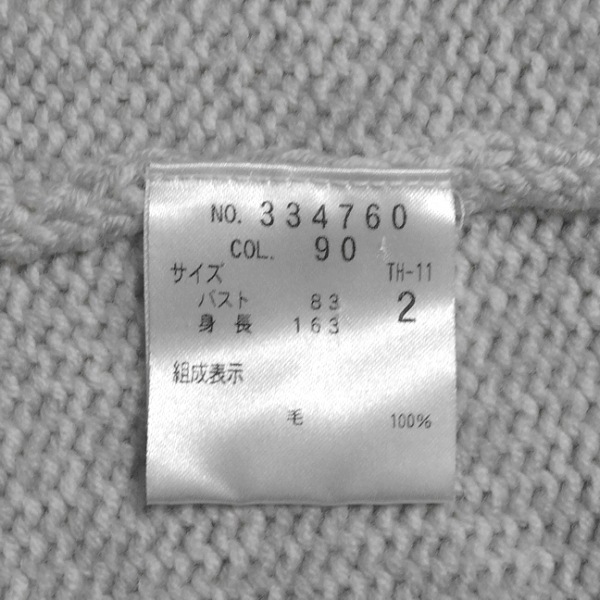 NO. 334760
COL. 90
サイズ TH-11
バスト 83 2
身長 163
組成表示
毛 100%